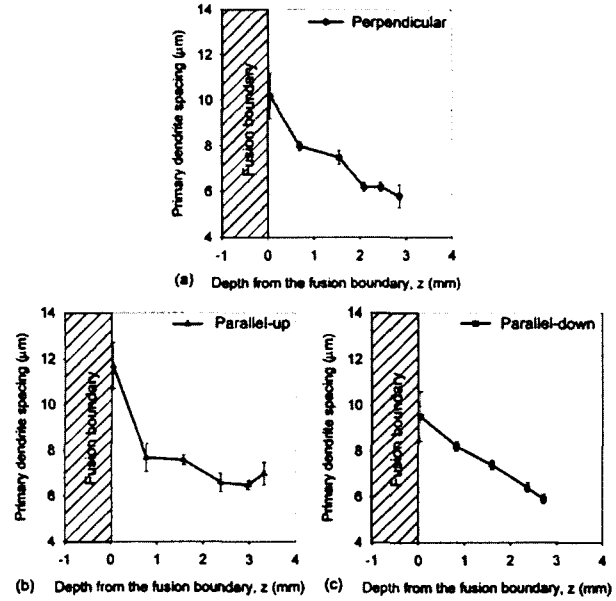 14
12
10
8
6
4
Primary dendrite spacing (μm)
Perpendicular
Fusion boundary
-1 0 1 2 3 4
(a) Depth from the fusion boundary, z (mm)
14
12
10
8
6
4
Primary dendrite spacing (μm)
Parallel-up
Fusion boundary
-1 0 1 2 3 4
(b) Depth from the fusion boundary, z (mm)
14
12
10
8
6
4
Primary dendrite spacing (μm)
Parallel-down
Fusion boundary
-1 0 1 2 3 4
(c) Depth from the fusion boundary, z (mm)